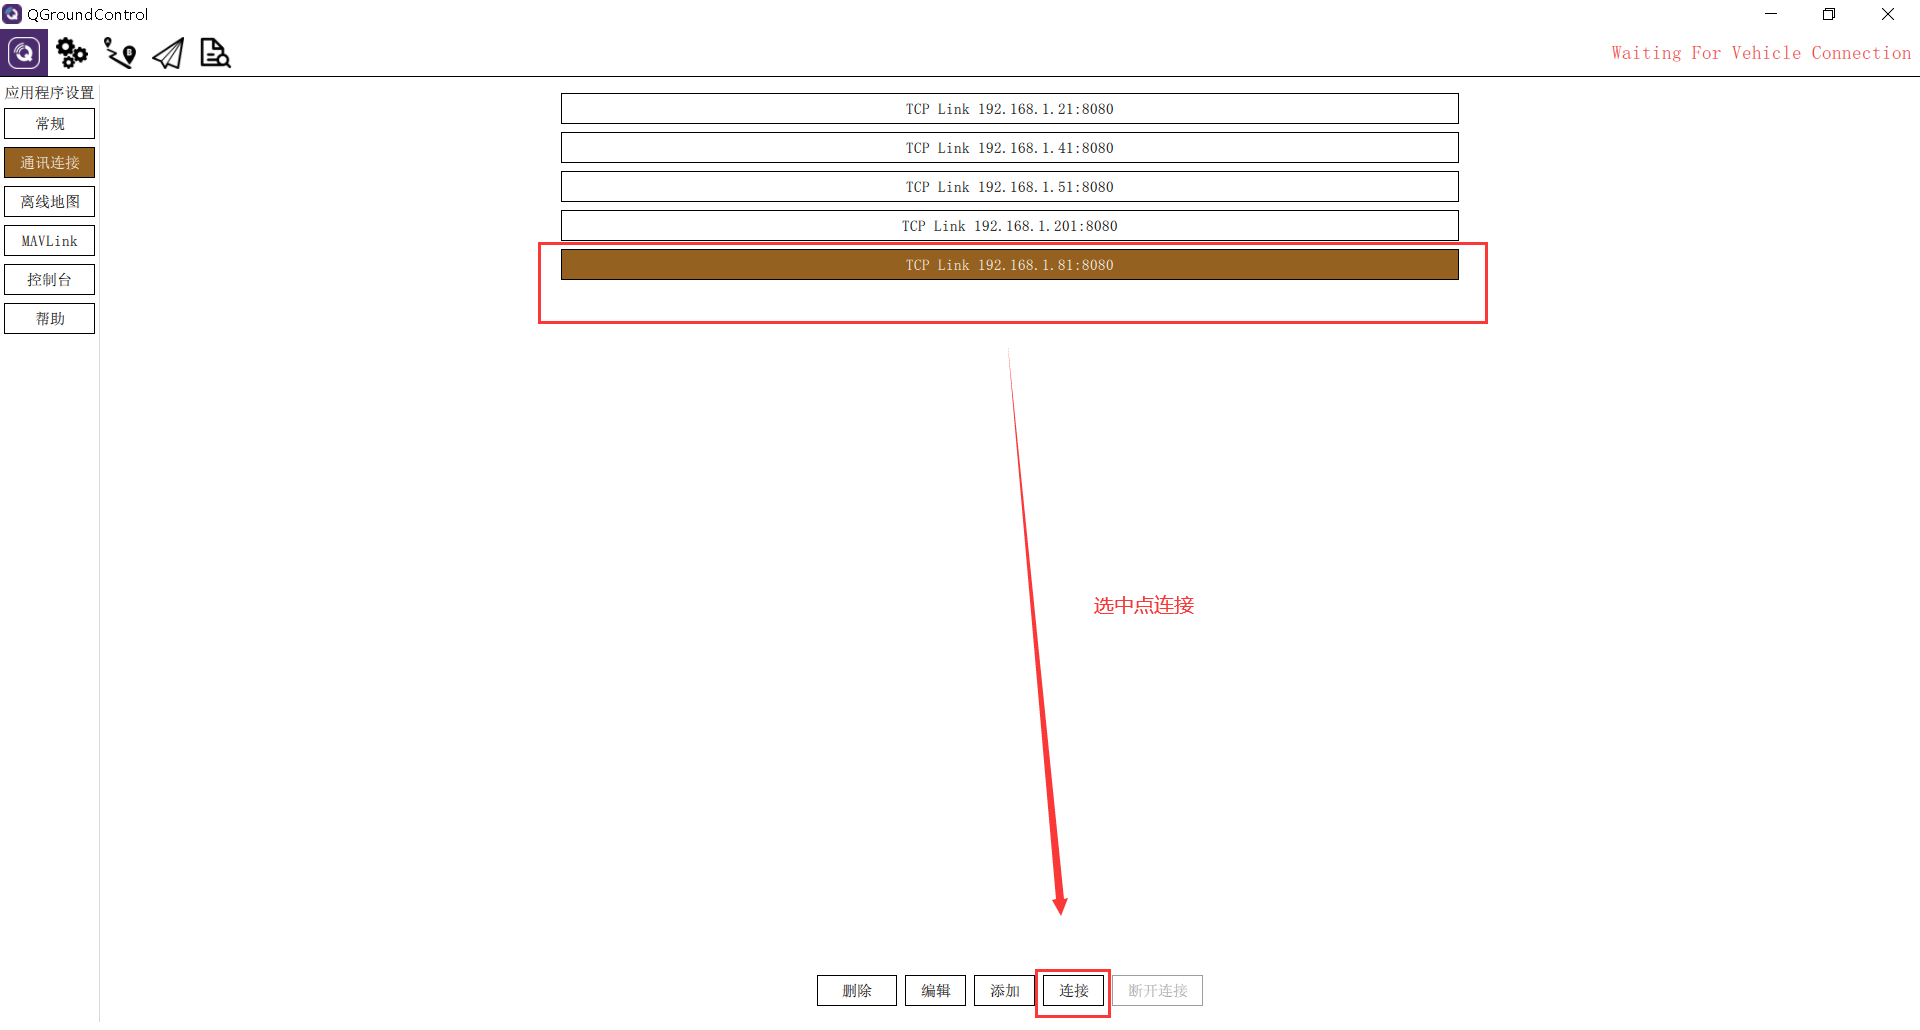 QGroundControl
Waiting For Vehicle Connection
应用程序设置
常规
通讯连接
离线地图
MAVLink
控制台
帮助
TCP Link 192.168.1.21:8080
TCP Link 192.168.1.41:8080
TCP Link 192.168.1.51:8080
TCP Link 192.168.1.201:8080
TCP Link 192.168.1.81:8080
选中点连接
删除 编辑 添加 连接 断开连接